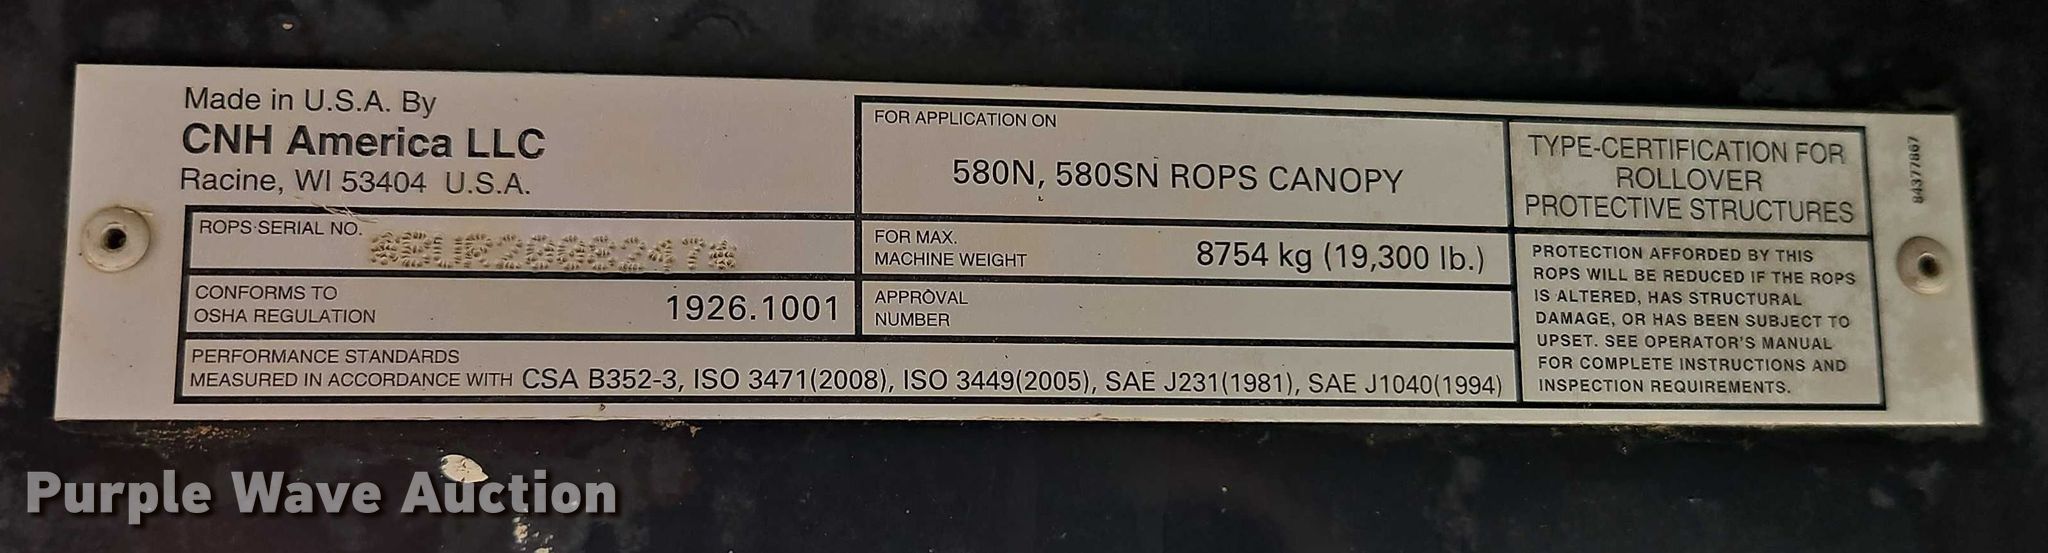 Made in U.S.A. By
CNH America LLC
Racine, WI 53404 U.S.A.
ROPS SERIAL NO.
CONFORMS TO
OSHA REGULATION
1926.1001
PERFORMANCE STANDARDS
MEASURED IN ACCORDANCE WITH CSA B352-3, ISO 3471(2008), ISO 3449(2005), SAE J231(1981), SAE J1040(1994)
FOR APPLICATION ON
580N, 580SN ROPS CANOPY
FOR MAX.
MACHINE WEIGHT
8754 kg (19,300 lb.)
APPROVAL
NUMBER
TYPE-CERTIFICATION FOR
ROLLOVER
PROTECTIVE STRUCTURES
PROTECTION AFFORDED BY THIS
ROPS WILL BE REDUCED IF THE ROPS
IS ALTERED, HAS STRUCTURAL
DAMAGE, OR HAS BEEN SUBJECT TO
UPSET. SEE OPERATOR'S MANUAL
FOR COMPLETE INSTRUCTIONS AND
INSPECTION REQUIREMENTS.
84377867
Purple Wave Auction